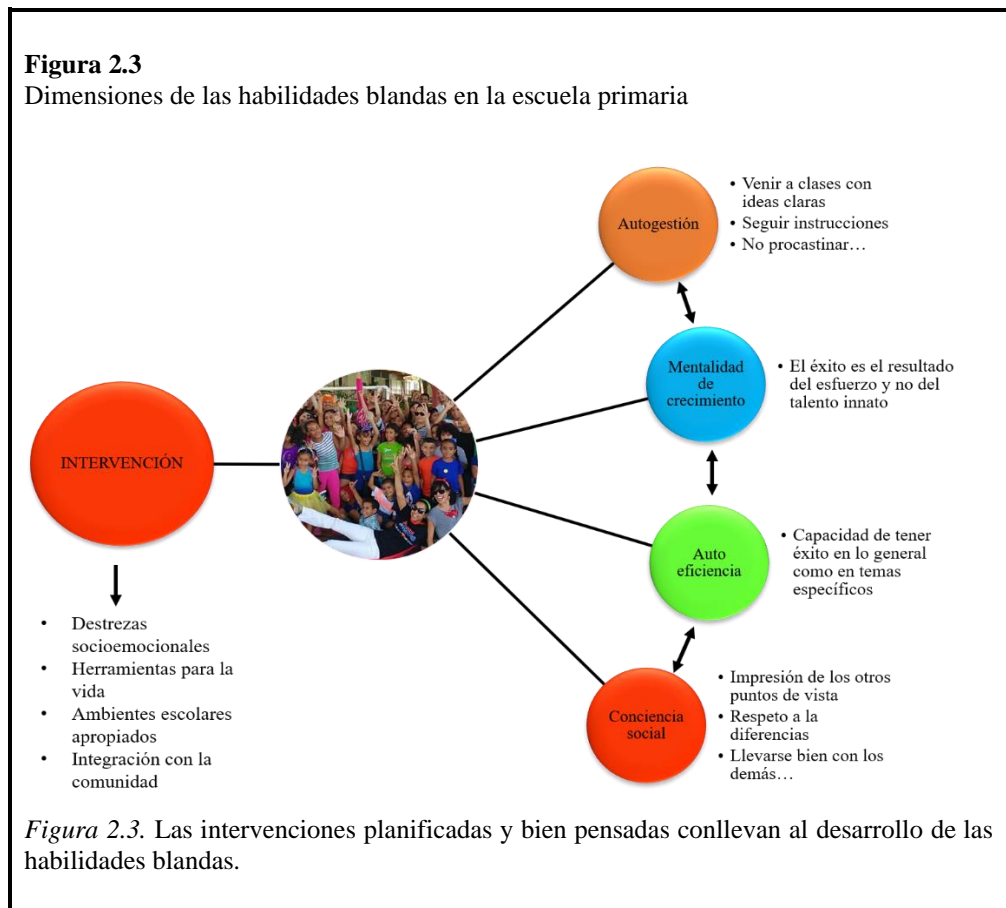 Figura 2.3
Dimensiones de las habilidades blandas en la escuela primaria
Autogestión
• Venir a clases con
ideas claras
• Seguir instrucciones
• No procastinar…
Mentalidad
de
crecimiento
• El éxito es el resultado
del esfuerzo y no del
talento innato
INTERVENCIÓN
Auto
eficiencia
• Capacidad de tener
éxito en lo general
como en temas
específicos
• Destrezas
socioemocionales
• Herramientas para la
vida
• Ambientes escolares
apropiados
• Integración con la
comunidad
Conciencia
social
• Impresión de los otros
puntos de vista
• Respeto a la
diferencias
• Llevarse bien con los
demás…
Figura 2.3. Las intervenciones planificadas y bien pensadas conllevan al desarrollo de las
habilidades blandas.